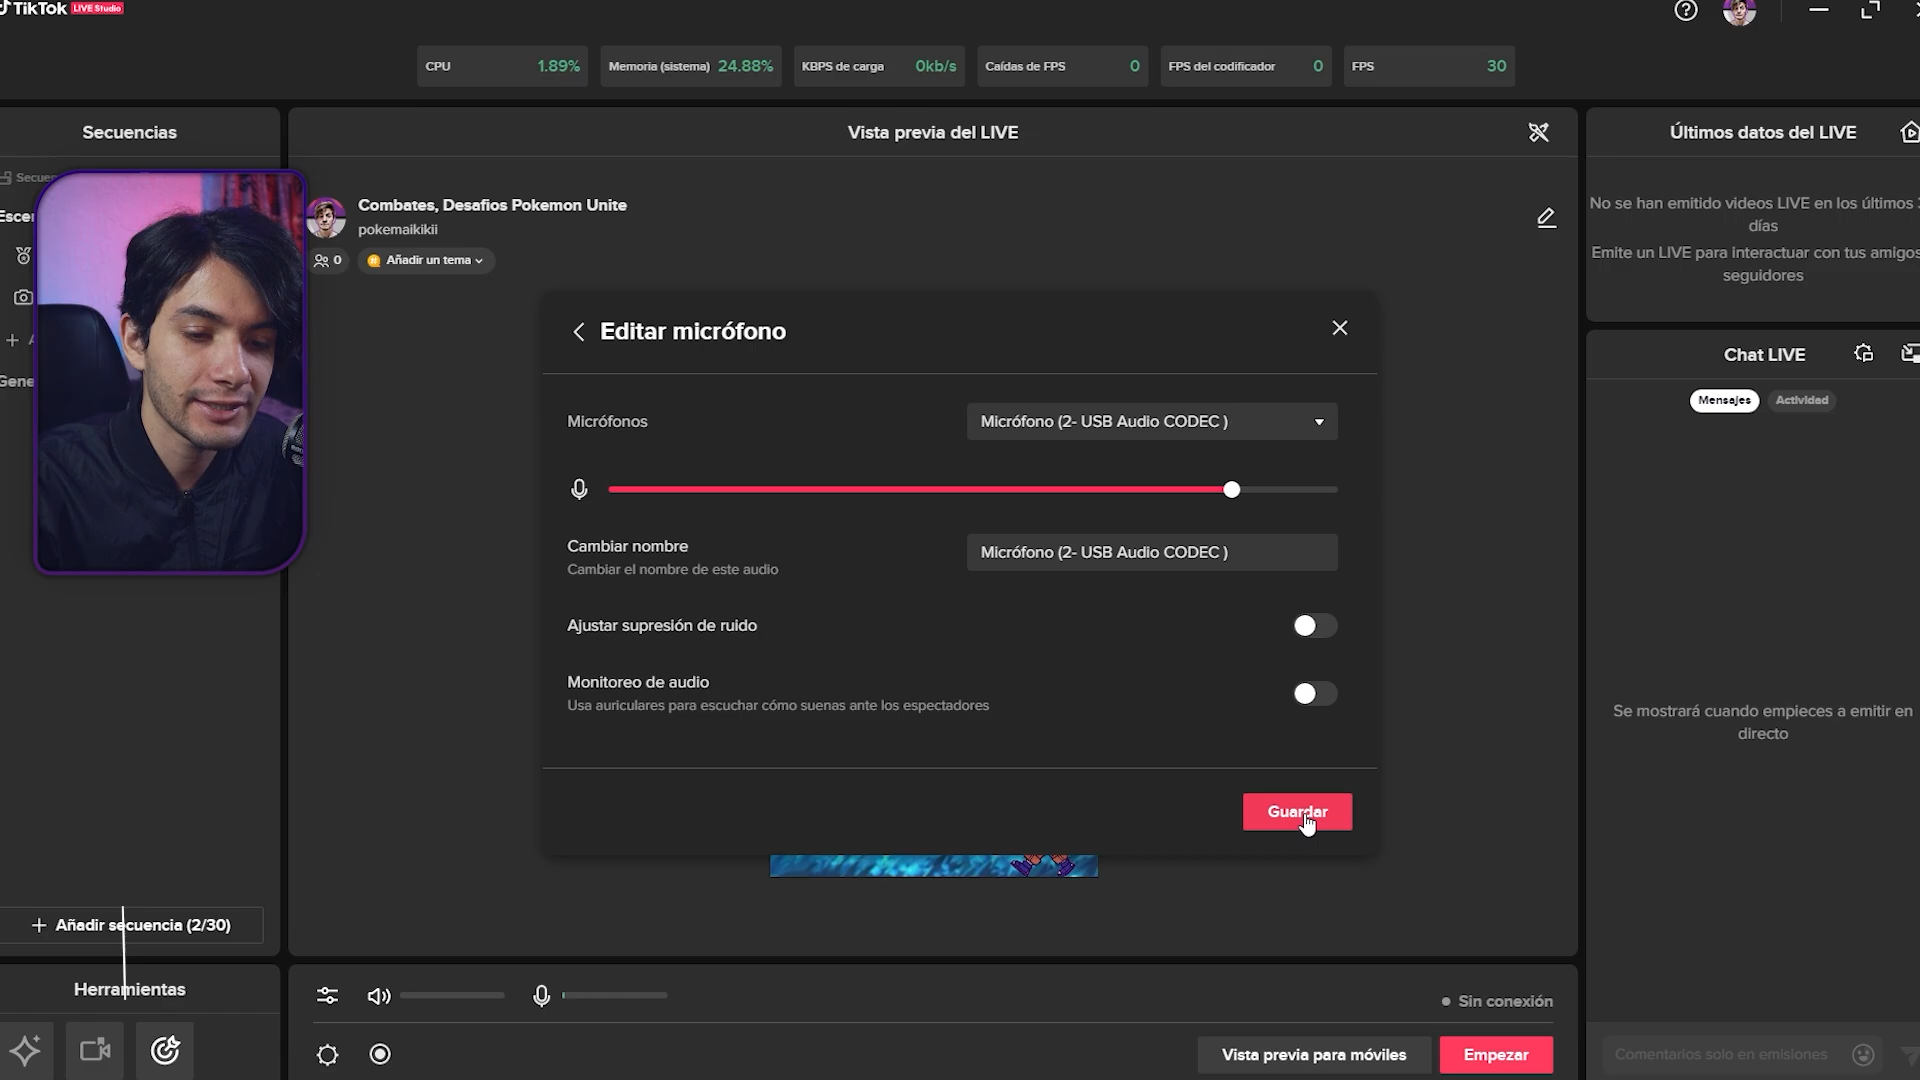 TikTok LIVE Studio
CPU 1.89%
Memoria (sistema) 24.88%
KBPS de carga 0kb/s
Caídas de FPS 0
FPS del codificador 0
FPS 30
Secuencias
Vista previa del LIVE
Últimos datos del LIVE
Combates, Desafios Pokemon Unite
pokemaikikii
0
Añadir un tema
No se han emitido videos LIVE en los últimos
días
Emite un LIVE para interactuar con tus amigos
seguidores
Editar micrófono
Micrófonos
Micrófono (2- USB Audio CODEC )
Cambiar nombre
Cambiar el nombre de este audio
Micrófono (2- USB Audio CODEC )
Ajustar supresión de ruido
Monitoreo de audio
Usa auriculares para escuchar cómo suenas ante los espectadores
Guardar
Chat LIVE
Mensajes
Actividad
Se mostrará cuando empieces a emitir en
directo
+ Añadir secuencia (2/30)
Herramientas
Sin conexión
Vista previa para móviles
Empezar
Comentarios solo en emisiones